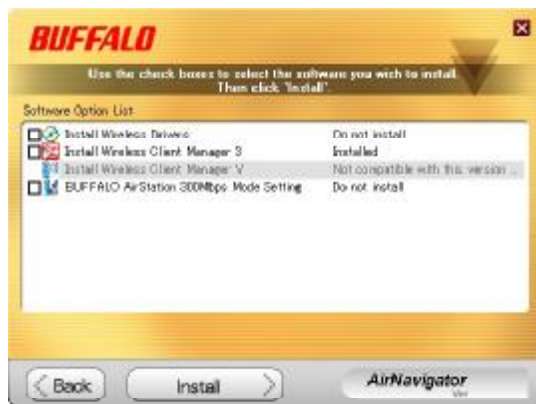 BUFFALO
Use the check boxes to select the software you wish to install.
Then click "Install".
Software Option List
Install Wireless Drivers Do not install
Install Wireless Client Manager 3 Installed
Install Wireless Client Manager V Not compatible with this version ...
BUFFALO AirStation 300Mbps Mode Setting Do not install
Back
Install
AirNavigator
Ver